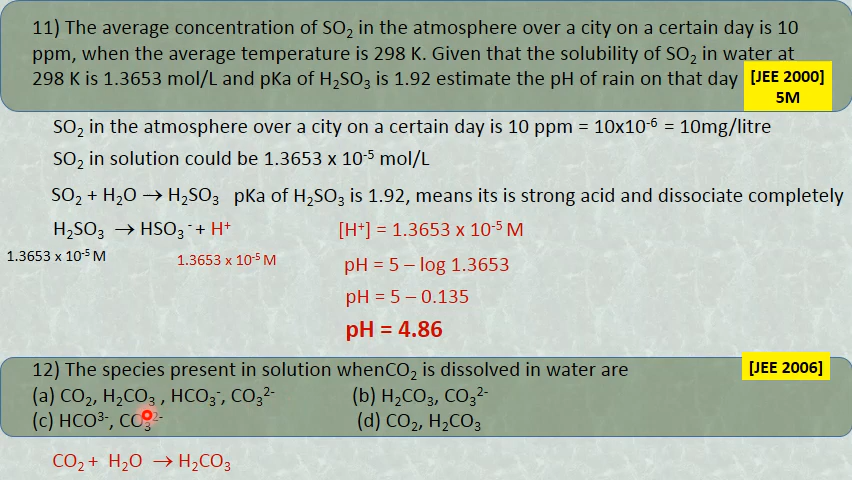 11) The average concentration of SO₂ in the atmosphere over a city on a certain day is 10
ppm, when the average temperature is 298 K. Given that the solubility of SO₂ in water at
298 K is 1.3653 mol/L and pKa of H₂SO₃ is 1.92 estimate the pH of rain on that day
[JEE 2000]
5M
SO₂ in the atmosphere over a city on a certain day is 10 ppm = 10x10⁻⁶ = 10mg/litre
SO₂ in solution could be 1.3653 x 10⁻⁵ mol/L
SO₂ + H₂O → H₂SO₃ pKa of H₂SO₃ is 1.92, means its is strong acid and dissociate completely
H₂SO₃ → HSO₃⁻ + H⁺ [H⁺] = 1.3653 x 10⁻⁵ M
1.3653 x 10⁻⁵ M 1.3653 x 10⁻⁵ M
pH = 5 – log 1.3653
pH = 5 – 0.135
pH = 4.86
12) The species present in solution whenCO₂ is dissolved in water are
[JEE 2006]
(a) CO₂, H₂CO₃ , HCO₃⁻, CO₃²⁻ (b) H₂CO₃, CO₃²⁻
(c) HCO³⁻, CO₃²⁻ (d) CO₂, H₂CO₃
CO₂ + H₂O → H₂CO₃